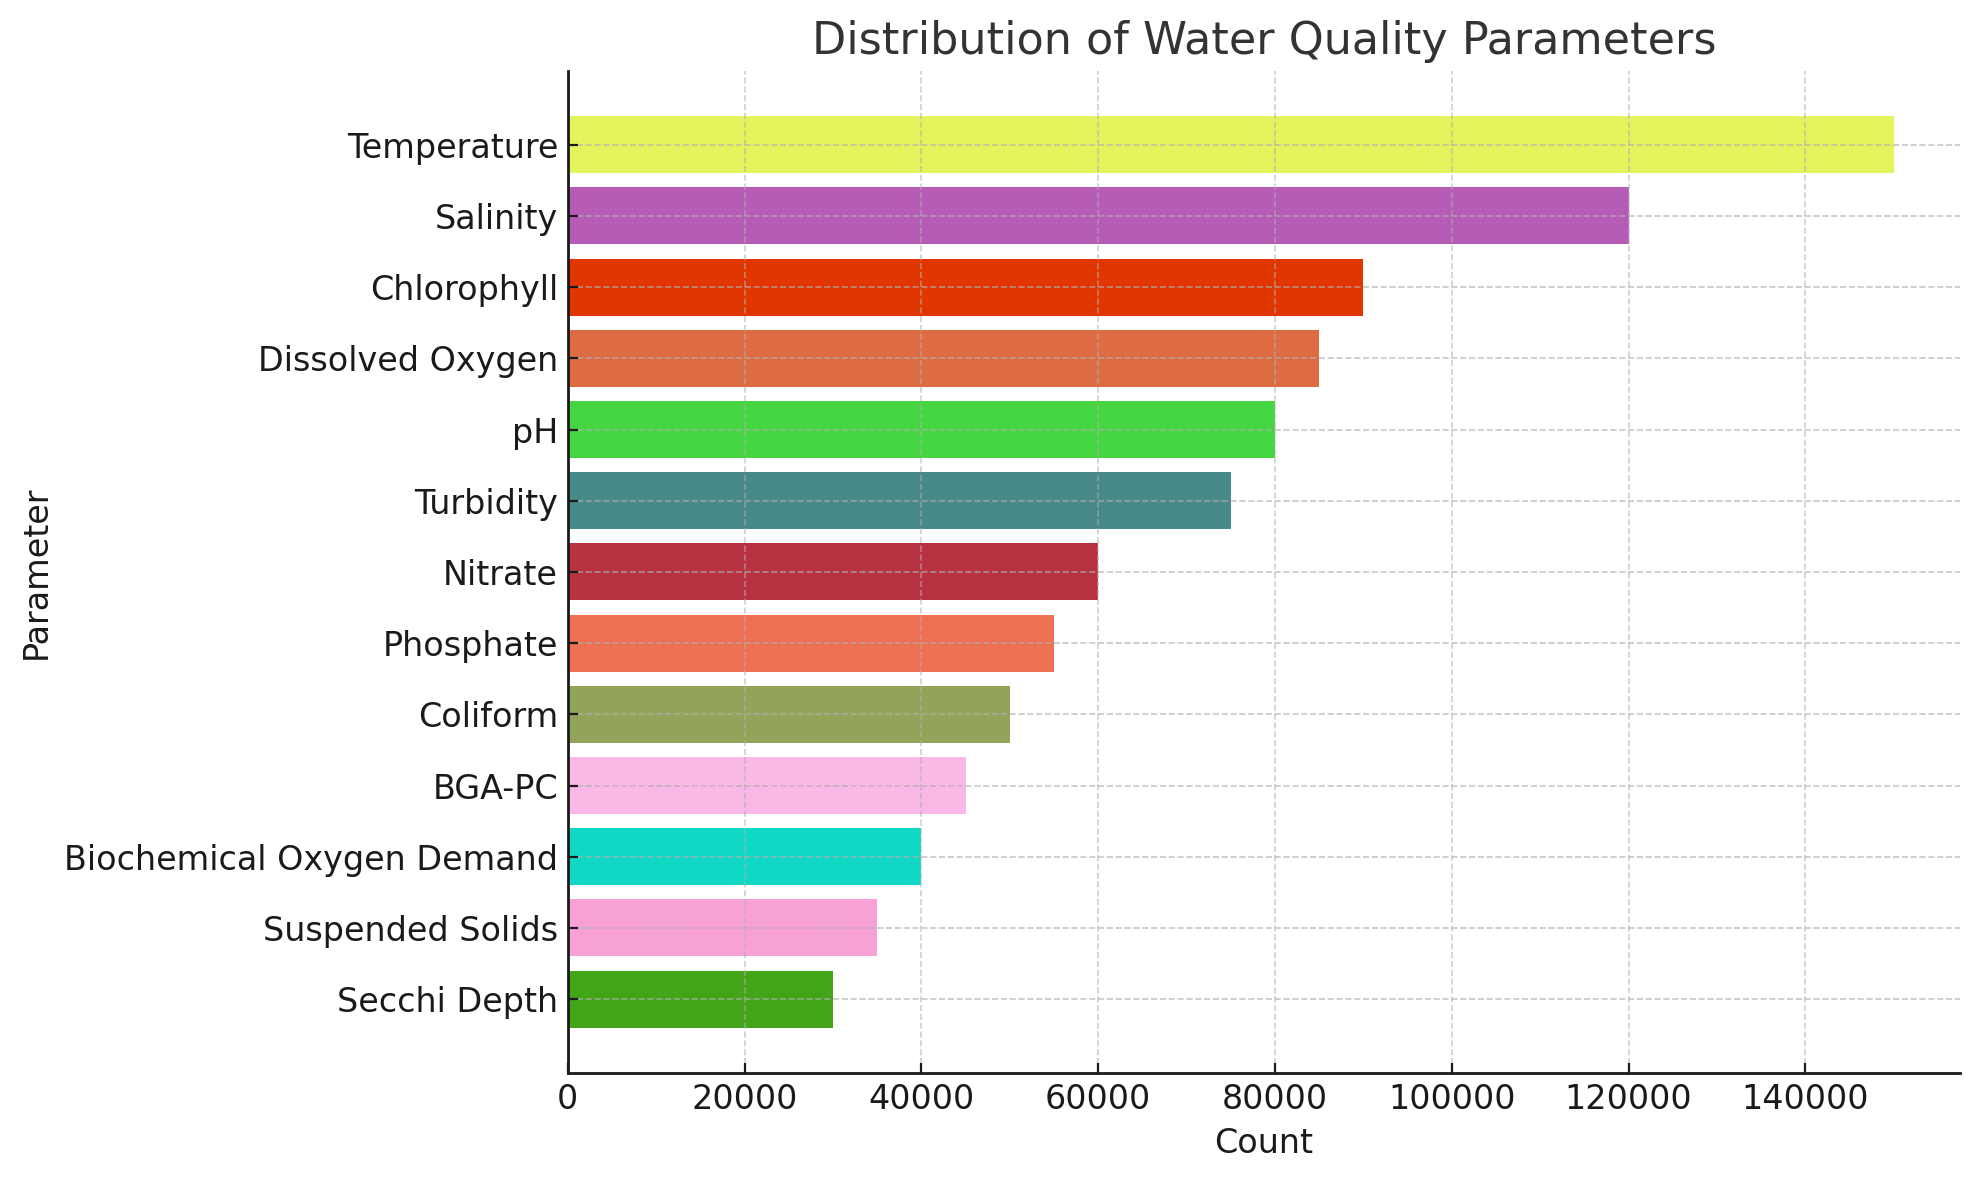 Distribution of Water Quality Parameters
Parameter
Temperature
Salinity
Chlorophyll
Dissolved Oxygen
pH
Turbidity
Nitrate
Phosphate
Coliform
BGA-PC
Biochemical Oxygen Demand
Suspended Solids
Secchi Depth
0 20000 40000 60000 80000 100000 120000 140000
Count